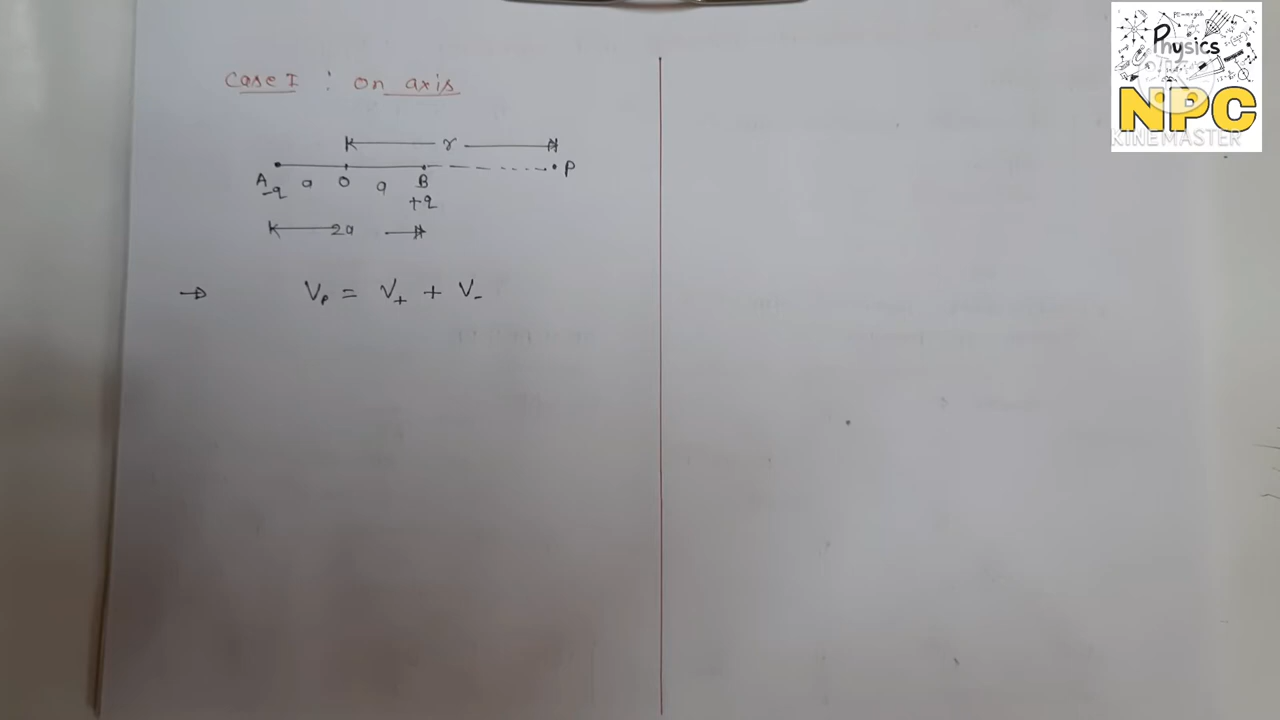 Case I : on axis
r
A a O a B P
-q +q
2a
→ Vp = V+ + V-
Physics
NPC
KINEMASTER